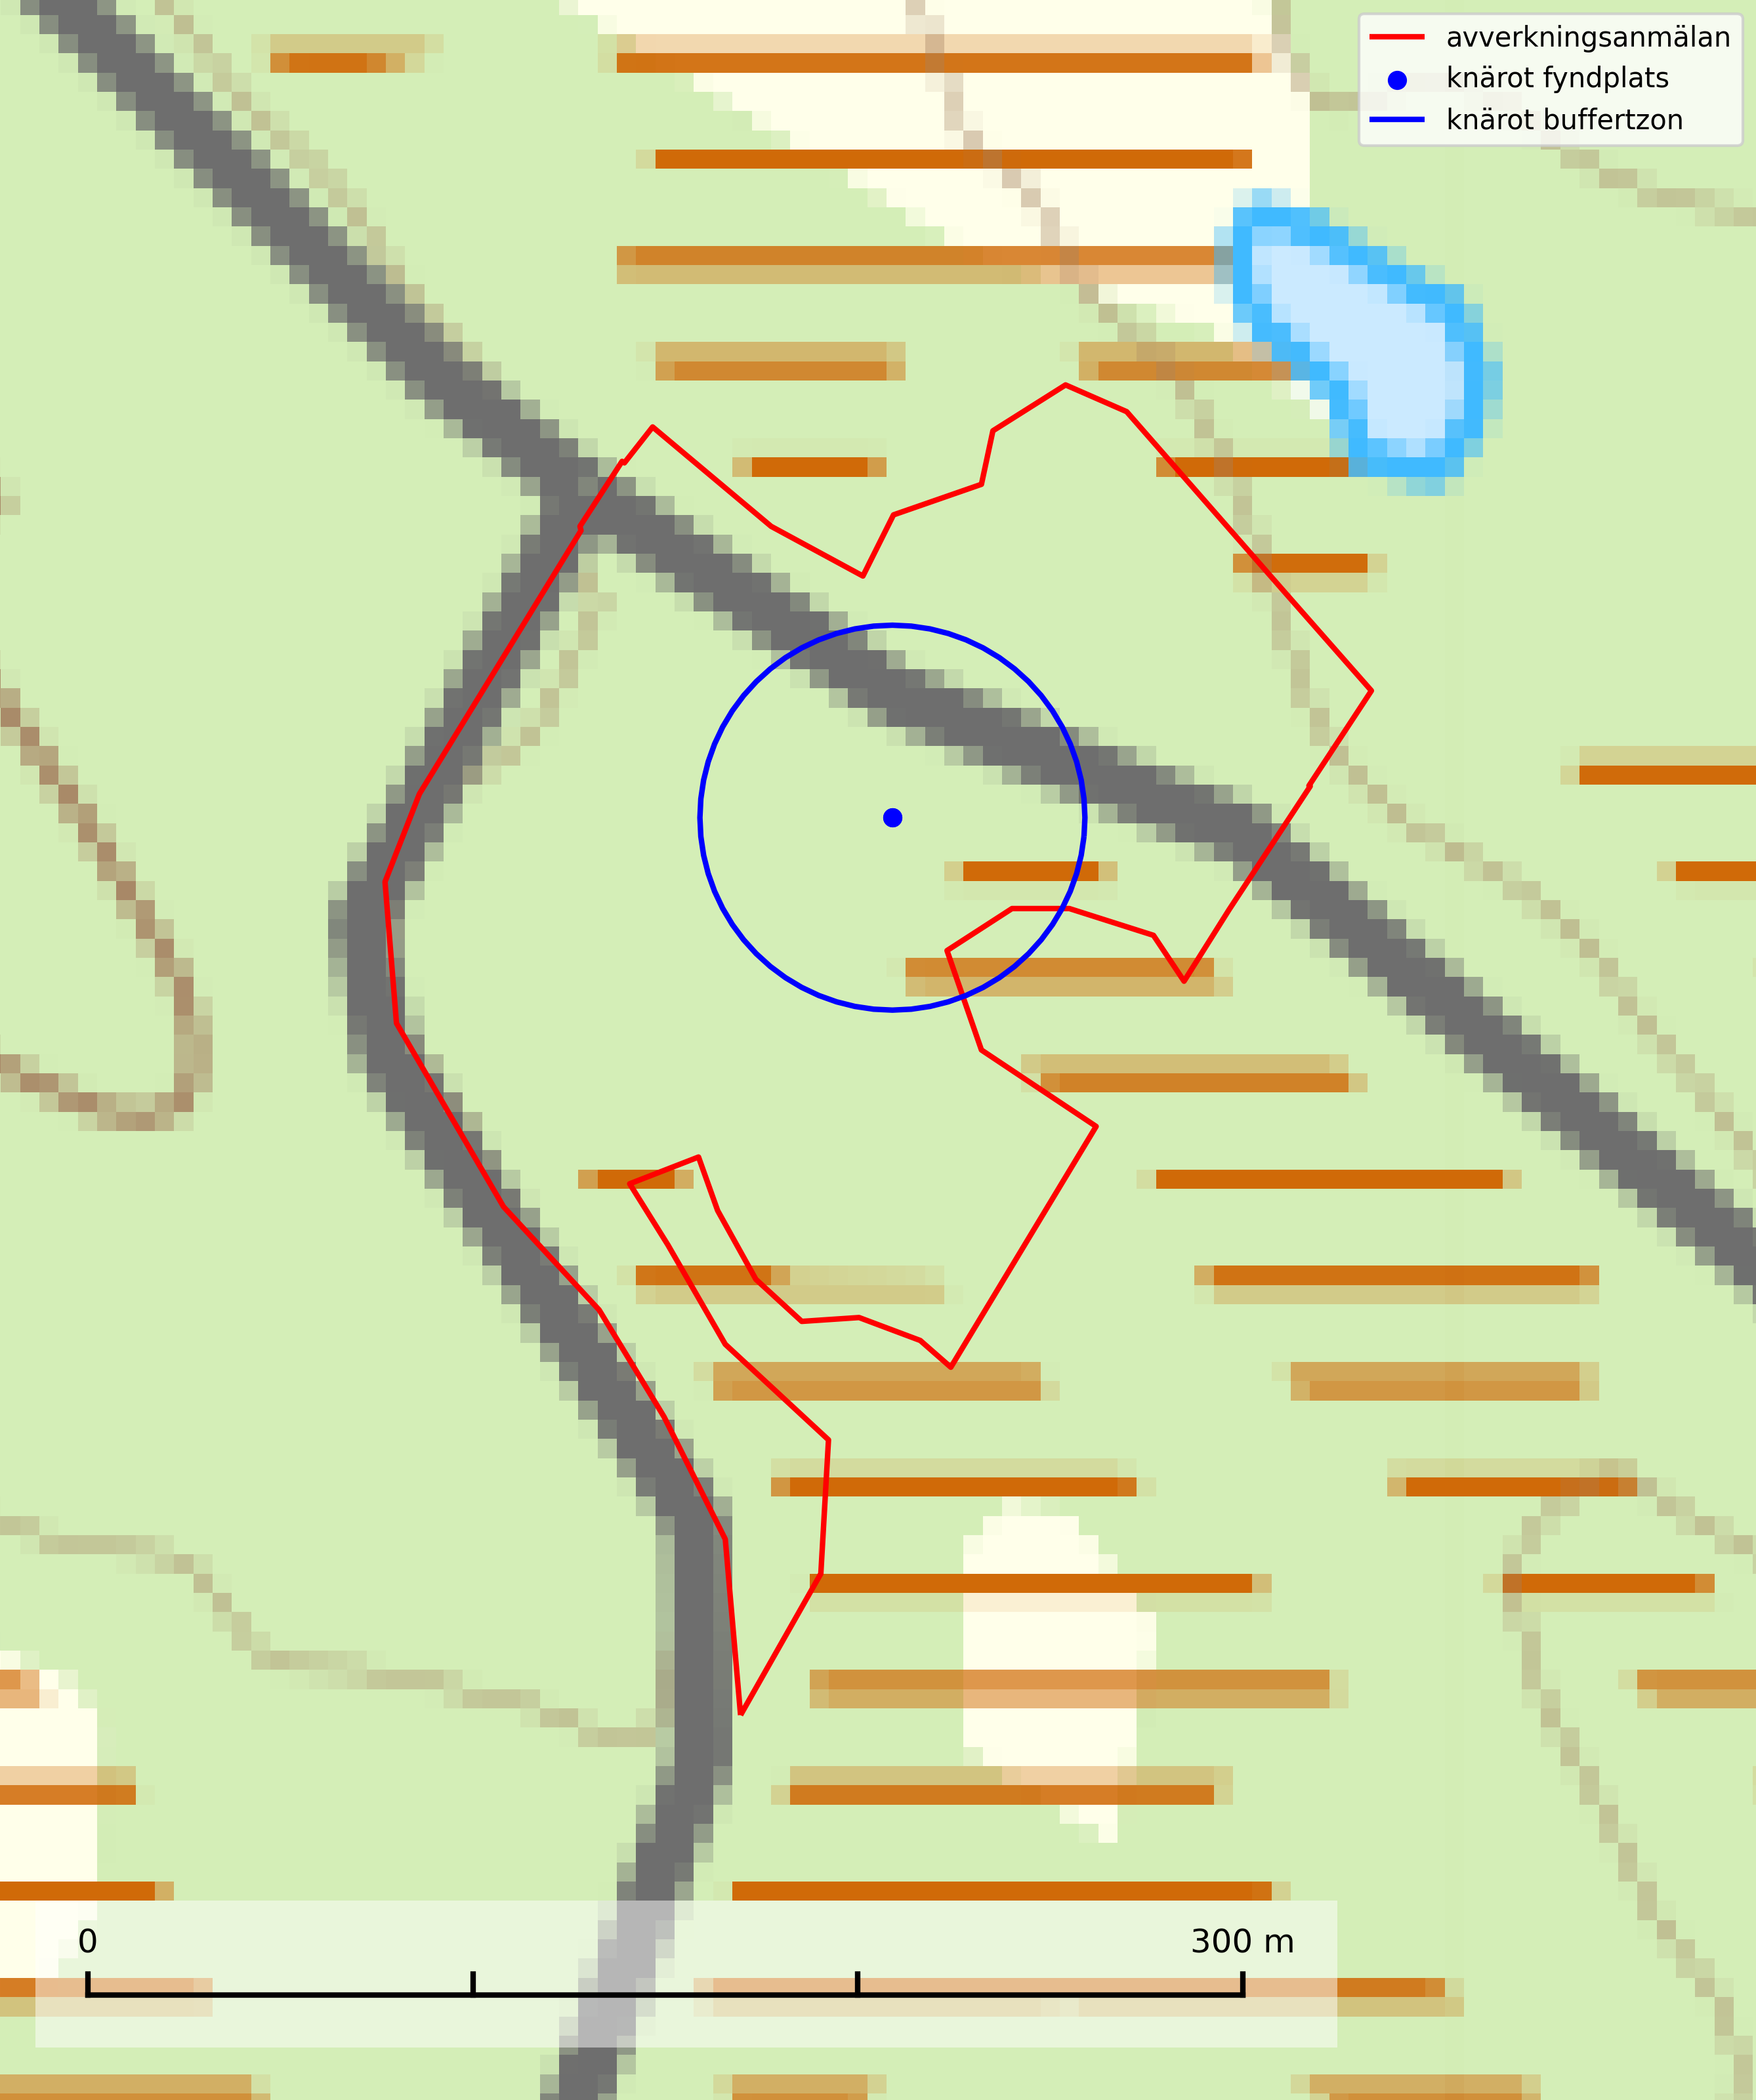 avverkningsanmälan
knärot fyndplats
knärot buffertzon
0
300 m